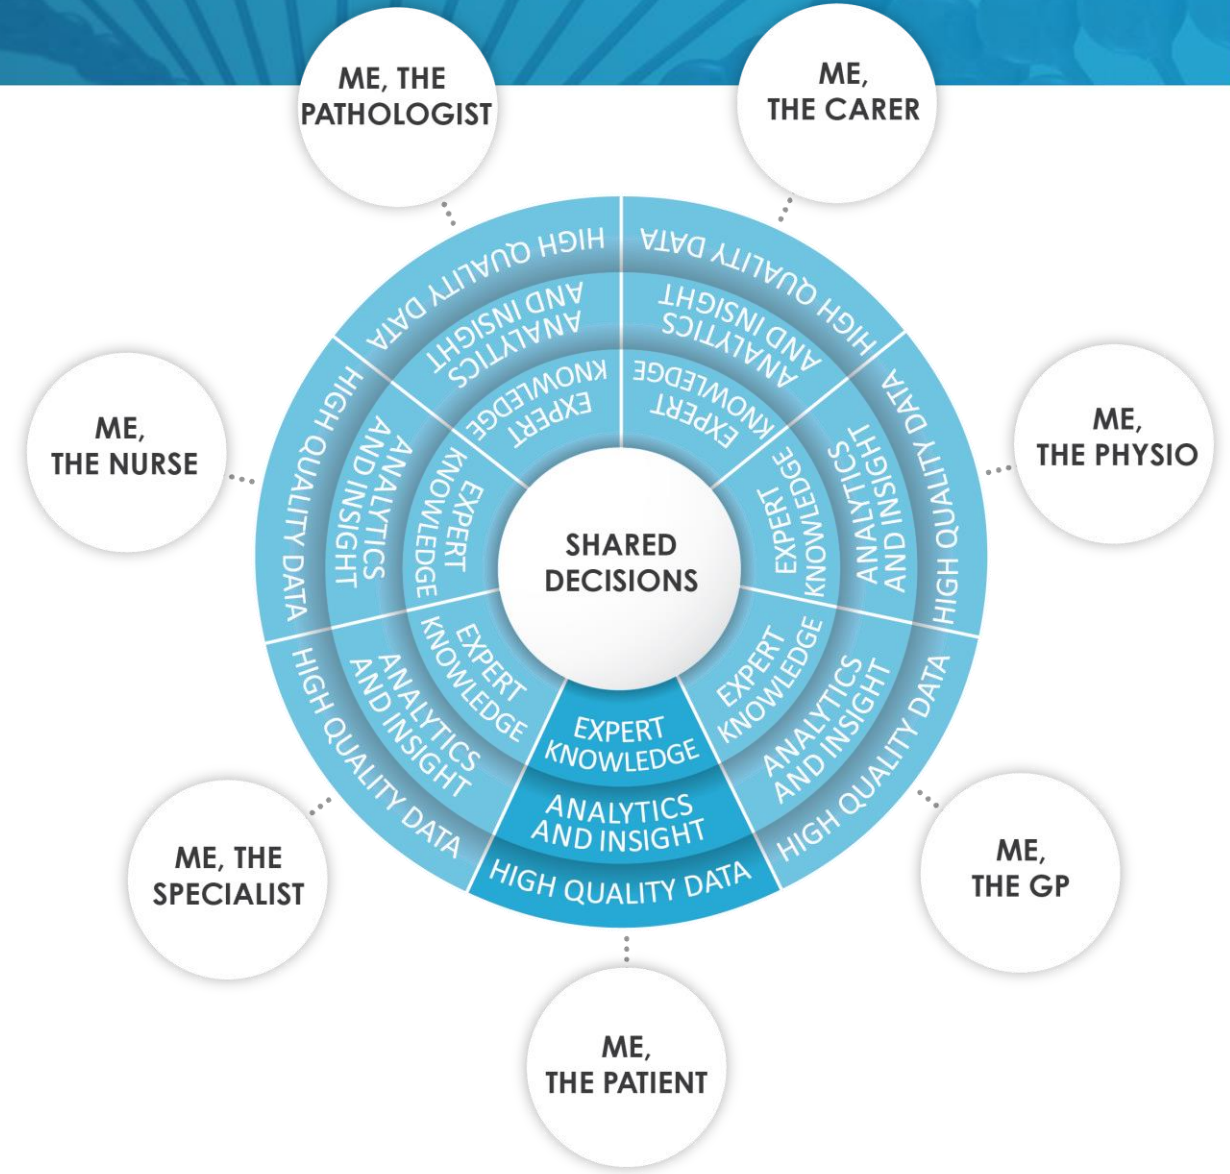 ME, THE
PATHOLOGIST
ME,
THE CARER
ME,
THE NURSE
ME,
THE PHYSIO
ME, THE
SPECIALIST
ME,
THE GP
ME,
THE PATIENT
SHARED
DECISIONS
HIGH QUALITY DATA
ANALYTICS
AND INSIGHT
EXPERT
KNOWLEDGE
HIGH QUALITY DATA
ANALYTICS
AND INSIGHT
EXPERT
KNOWLEDGE
HIGH QUALITY DATA
ANALYTICS
AND INSIGHT
EXPERT
KNOWLEDGE
HIGH QUALITY DATA
ANALYTICS
AND INSIGHT
EXPERT
KNOWLEDGE
HIGH QUALITY DATA
ANALYTICS
AND INSIGHT
EXPERT
KNOWLEDGE
HIGH QUALITY DATA
ANALYTICS
AND INSIGHT
EXPERT
KNOWLEDGE
EXPERT
KNOWLEDGE
ANALYTICS
AND INSIGHT
HIGH QUALITY DATA